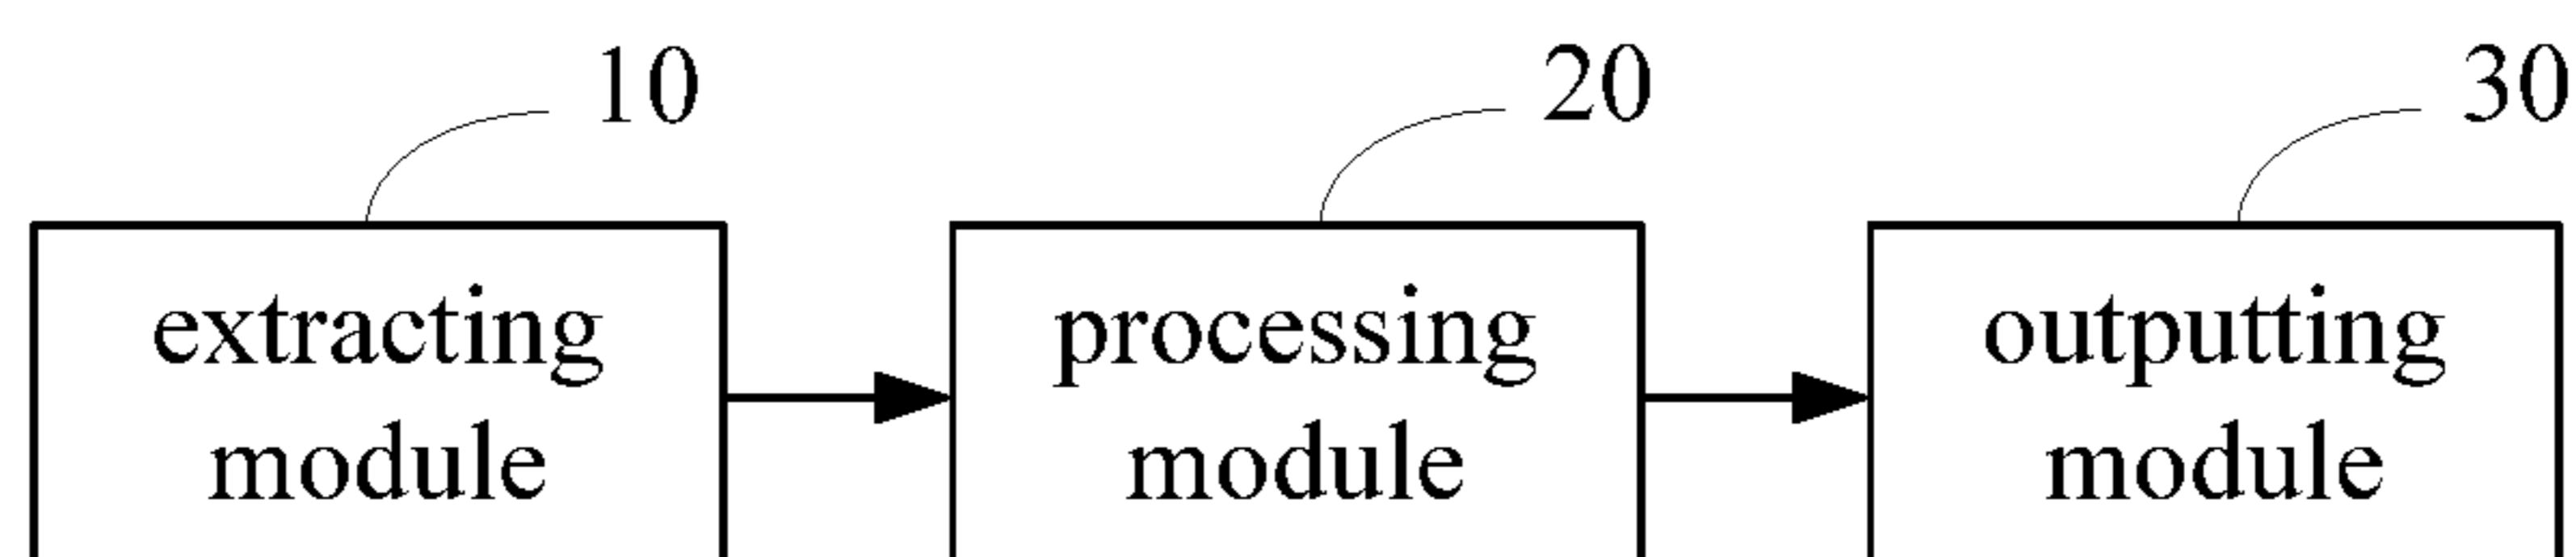 10
20
30
extracting
module
processing
module
outputting
module